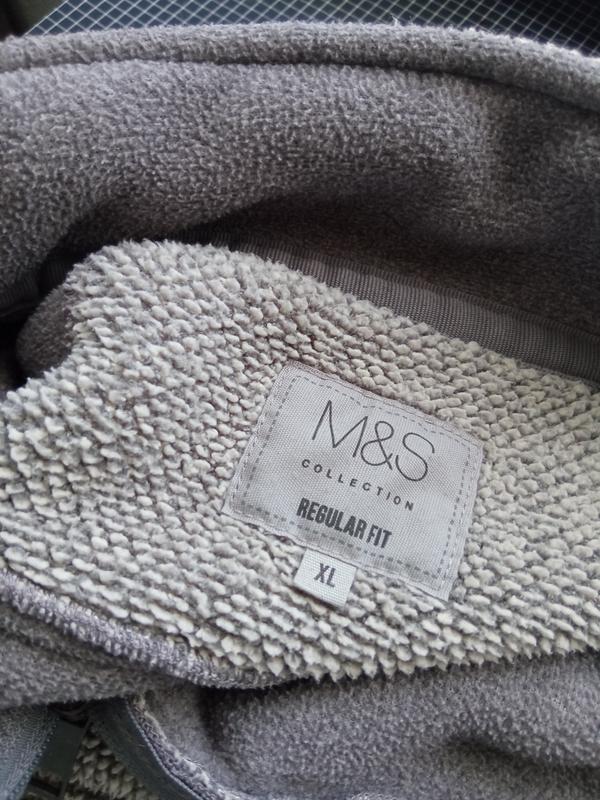 M&S
COLLECTION
REGULAR FIT
XL